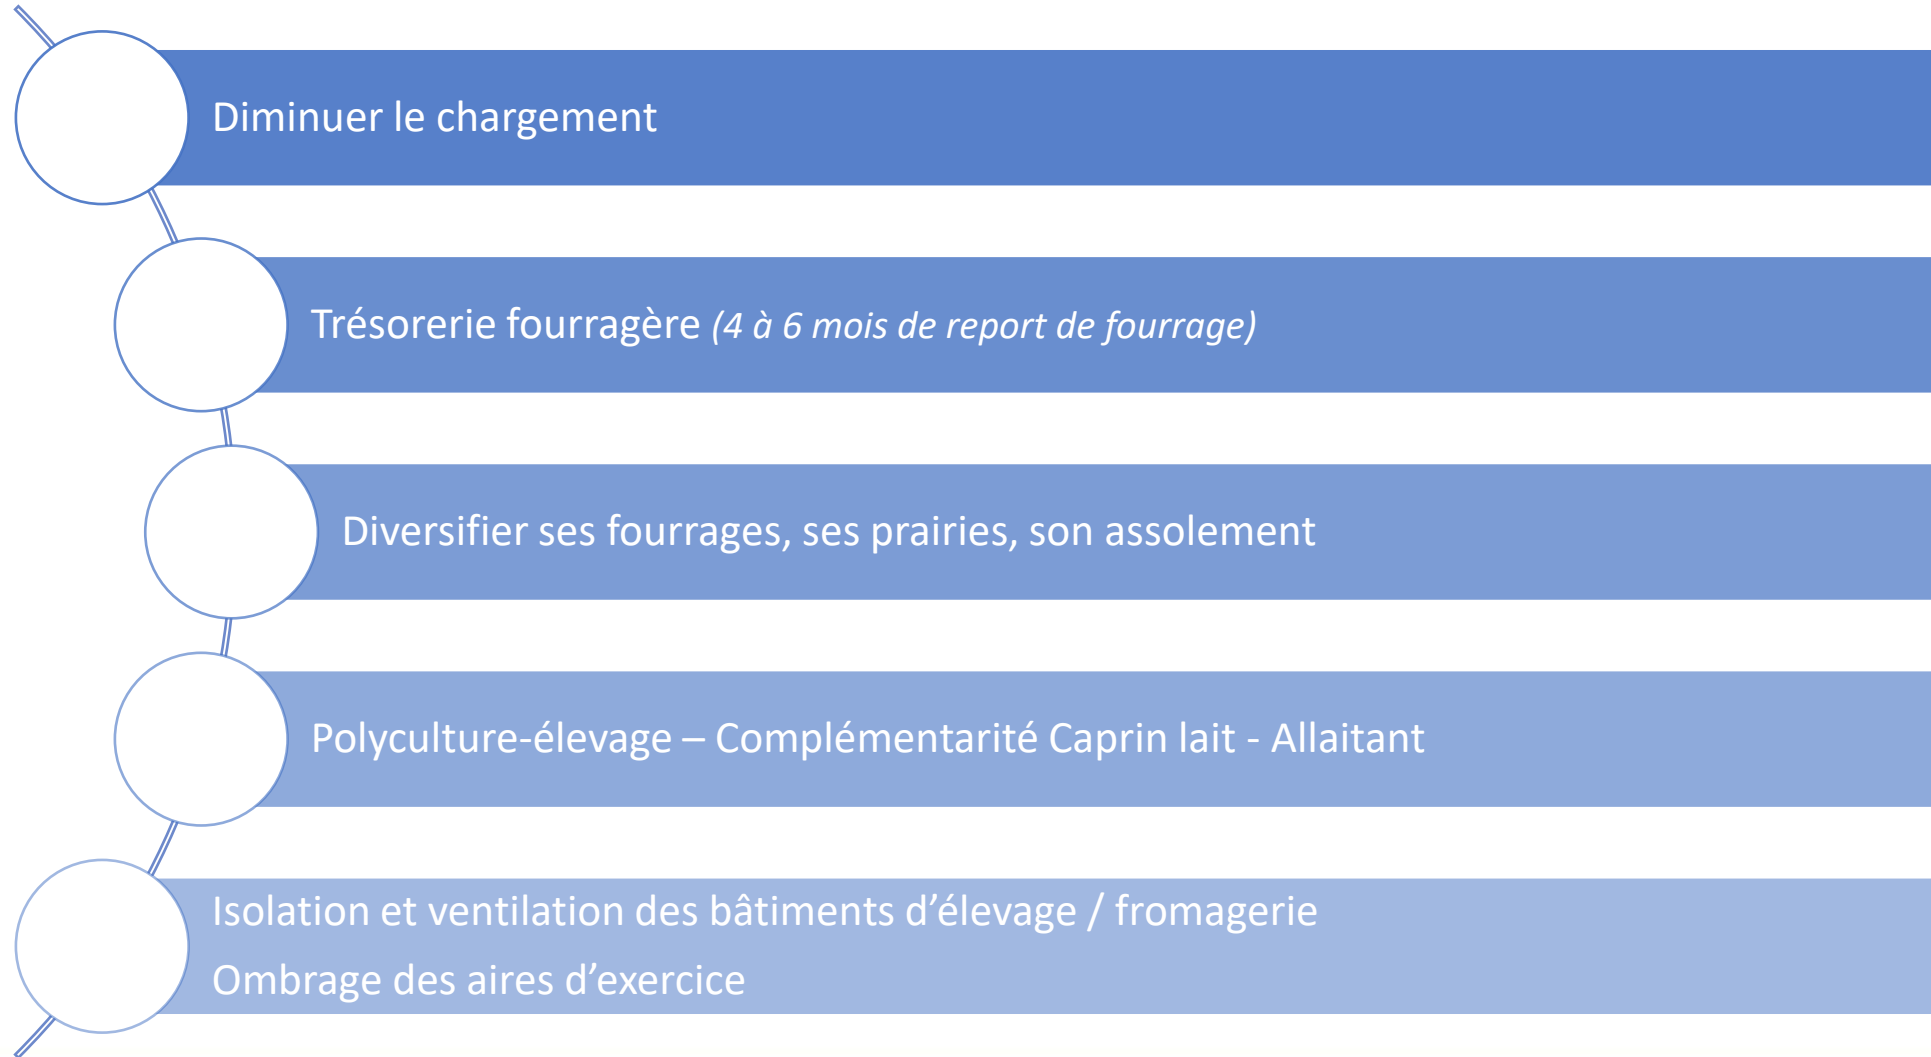 Diminuer le chargement
Trésorerie fourragère (4 à 6 mois de report de fourrage)
Diversifier ses fourrages, ses prairies, son assolement
Polyculture-élevage – Complémentarité Caprin lait - Allaitant
Isolation et ventilation des bâtiments d’élevage / fromagerie
Ombrage des aires d’exercice